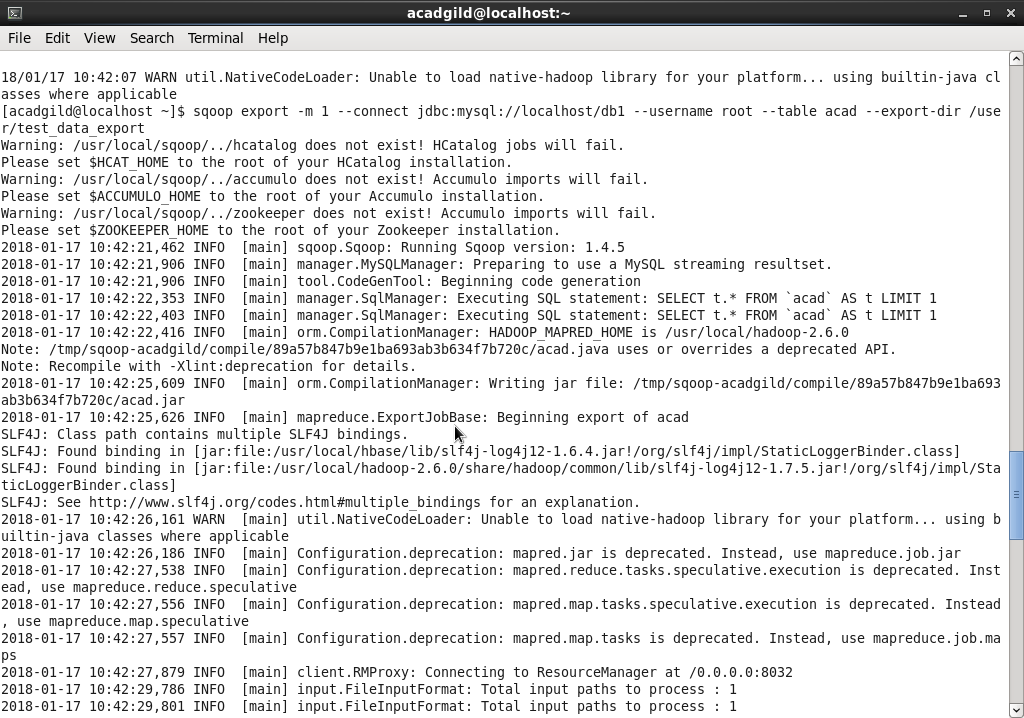 acadgild@localhost:~
File Edit View Search Terminal Help
18/01/17 10:42:07 WARN util.NativeCodeLoader: Unable to load native-hadoop library for your platform... using builtin-java cl
asses where applicable
[acadgild@localhost ~]$ sqoop export -m 1 --connect jdbc:mysql://localhost/db1 --username root --table acad --export-dir /use
r/test_data_export
Warning: /usr/local/sqoop/../hcatalog does not exist! HCatalog jobs will fail.
Please set $HCAT_HOME to the root of your HCatalog installation.
Warning: /usr/local/sqoop/../accumulo does not exist! Accumulo imports will fail.
Please set $ACCUMULO_HOME to the root of your Accumulo installation.
Warning: /usr/local/sqoop/../zookeeper does not exist! Accumulo imports will fail.
Please set $ZOOKEEPER_HOME to the root of your Zookeeper installation.
2018-01-17 10:42:21,462 INFO  [main] sqoop.Sqoop: Running Sqoop version: 1.4.5
2018-01-17 10:42:21,906 INFO  [main] manager.MySQLManager: Preparing to use a MySQL streaming resultset.
2018-01-17 10:42:21,906 INFO  [main] tool.CodeGenTool: Beginning code generation
2018-01-17 10:42:22,353 INFO  [main] manager.SqlManager: Executing SQL statement: SELECT t.* FROM `acad` AS t LIMIT 1
2018-01-17 10:42:22,403 INFO  [main] manager.SqlManager: Executing SQL statement: SELECT t.* FROM `acad` AS t LIMIT 1
2018-01-17 10:42:22,416 INFO  [main] orm.CompilationManager: HADOOP_MAPRED_HOME is /usr/local/hadoop-2.6.0
Note: /tmp/sqoop-acadgild/compile/89a57b847b9e1ba693ab3b634f7b720c/acad.java uses or overrides a deprecated API.
Note: Recompile with -Xlint:deprecation for details.
2018-01-17 10:42:25,609 INFO  [main] orm.CompilationManager: Writing jar file: /tmp/sqoop-acadgild/compile/89a57b847b9e1ba693
ab3b634f7b720c/acad.jar
2018-01-17 10:42:25,626 INFO  [main] mapreduce.ExportJobBase: Beginning export of acad
SLF4J: Class path contains multiple SLF4J bindings.
SLF4J: Found binding in [jar:file:/usr/local/hbase/lib/slf4j-log4j12-1.6.4.jar!/org/slf4j/impl/StaticLoggerBinder.class]
SLF4J: Found binding in [jar:file:/usr/local/hadoop-2.6.0/share/hadoop/common/lib/slf4j-log4j12-1.7.5.jar!/org/slf4j/impl/Sta
ticLoggerBinder.class]
SLF4J: See http://www.slf4j.org/codes.html#multiple_bindings for an explanation.
2018-01-17 10:42:26,161 WARN  [main] util.NativeCodeLoader: Unable to load native-hadoop library for your platform... using b
uiltin-java classes where applicable
2018-01-17 10:42:26,186 INFO  [main] Configuration.deprecation: mapred.jar is deprecated. Instead, use mapreduce.job.jar
2018-01-17 10:42:27,538 INFO  [main] Configuration.deprecation: mapred.reduce.tasks.speculative.execution is deprecated. Inst
ead, use mapreduce.reduce.speculative
2018-01-17 10:42:27,556 INFO  [main] Configuration.deprecation: mapred.map.tasks.speculative.execution is deprecated. Instead
, use mapreduce.map.speculative
2018-01-17 10:42:27,557 INFO  [main] Configuration.deprecation: mapred.map.tasks is deprecated. Instead, use mapreduce.job.ma
ps
2018-01-17 10:42:27,879 INFO  [main] client.RMProxy: Connecting to ResourceManager at /0.0.0.0:8032
2018-01-17 10:42:29,786 INFO  [main] input.FileInputFormat: Total input paths to process : 1
2018-01-17 10:42:29,801 INFO  [main] input.FileInputFormat: Total input paths to process : 1